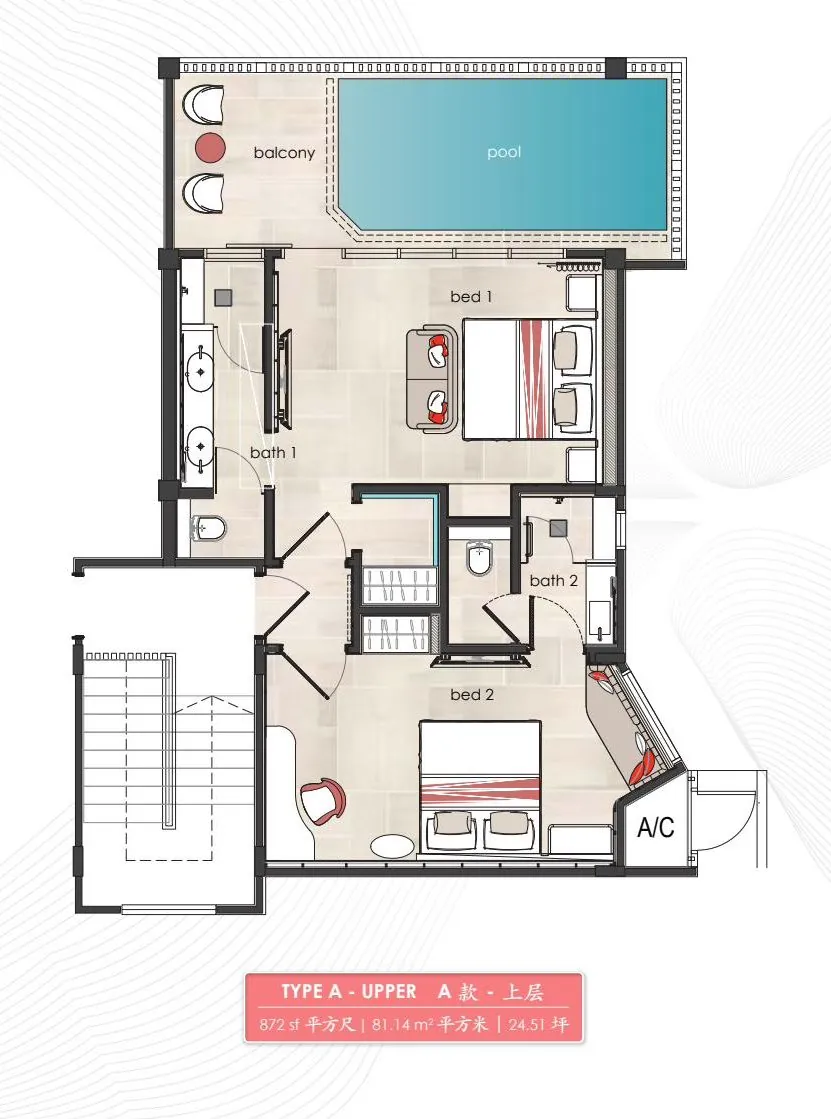 balcony
pool
bed 1
bath 1
bath 2
bed 2
A/C
TYPE A - UPPER A 款 - 上层
872 sf 平方尺 | 81.14 m² 平方米 | 24.51 坪